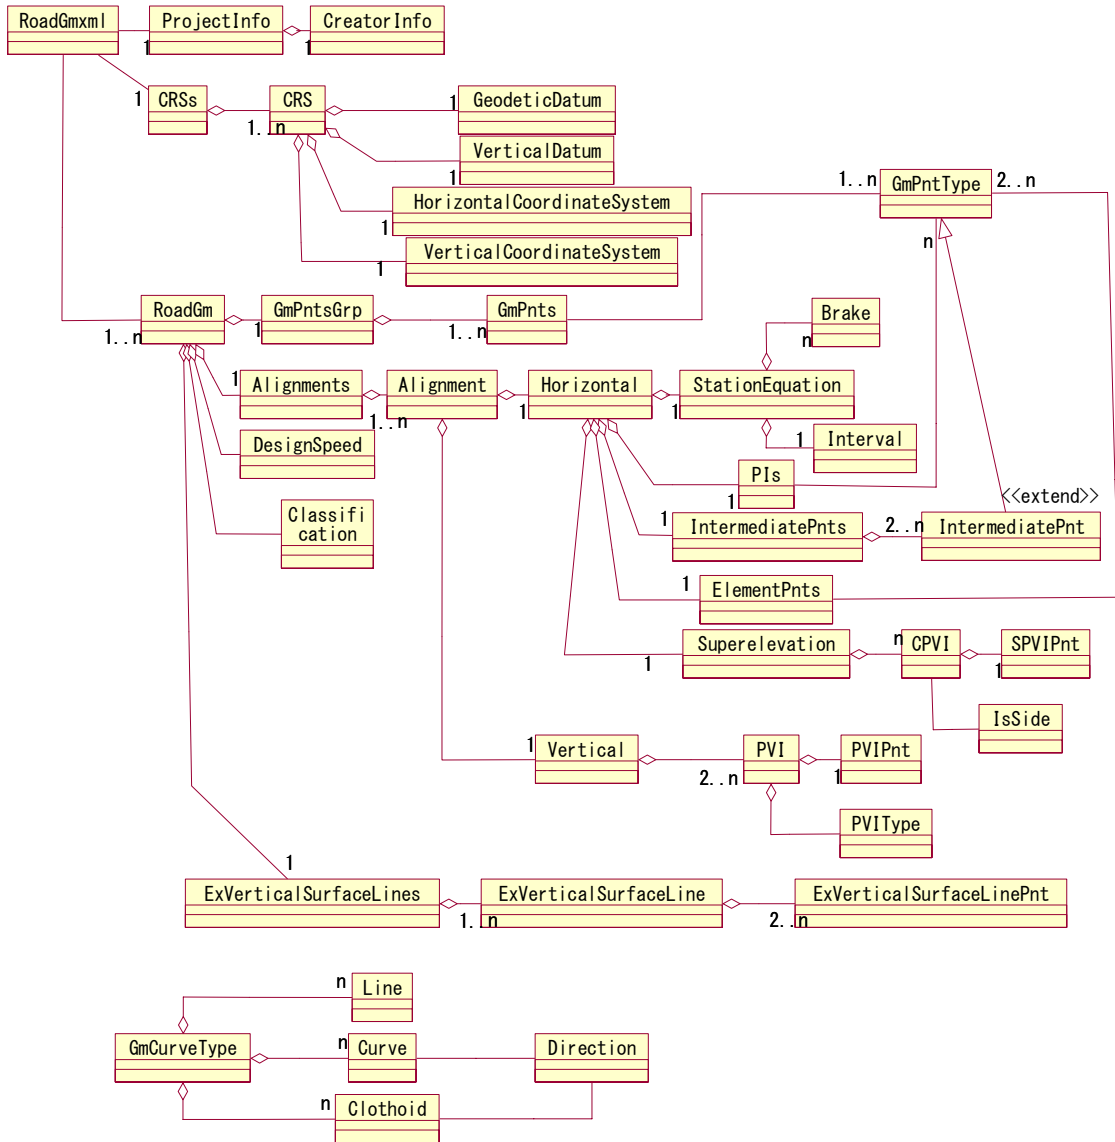 RoadGmxml
ProjectInfo
CreatorInfo
1
1
1
CRSs
CRS
1..n
1
GeodeticDatum
VerticalDatum
1
HorizontalCoordinateSystem
1
VerticalCoordinateSystem
1
1..n
GmPntType
2..n
n
RoadGm
1..n
GmPntsGrp
1
GmPnts
1..n
Brake
n
1
Alignments
Alignment
1..n
Horizontal
1
StationEquation
1
1
Interval
DesignSpeed
PIs
1
<<extend>>
Classifi
cation
1
IntermediatePnts
2..n
IntermediatePnt
1
ElementPnts
1
Superelevation
n
CPVI
SPVIPnt
1
IsSide
1
Vertical
PVI
2..n
PVIPnt
1
PVIType
1
ExVerticalSurfaceLines
ExVerticalSurfaceLine
1..n
ExVerticalSurfaceLinePnt
2..n
n
Line
GmCurveType
n
Curve
Direction
n
Clothoid